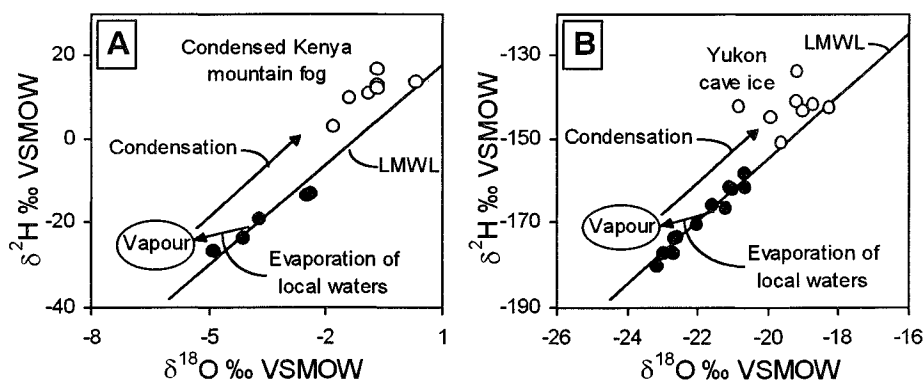 A
Condensed Kenya
mountain fog
Condensation
LMWL
Vapour
Evaporation of
local waters
20
0
-20
-40
-8
-5
-2
1
δ²H ‰ VSMOW
δ¹⁸O ‰ VSMOW
B
LMWL
Yukon
cave ice
Condensation
Vapour
Evaporation of
local waters
-130
-150
-170
-190
-26
-24
-22
-20
-18
-16
δ²H ‰ VSMOW
δ¹⁸O ‰ VSMOW